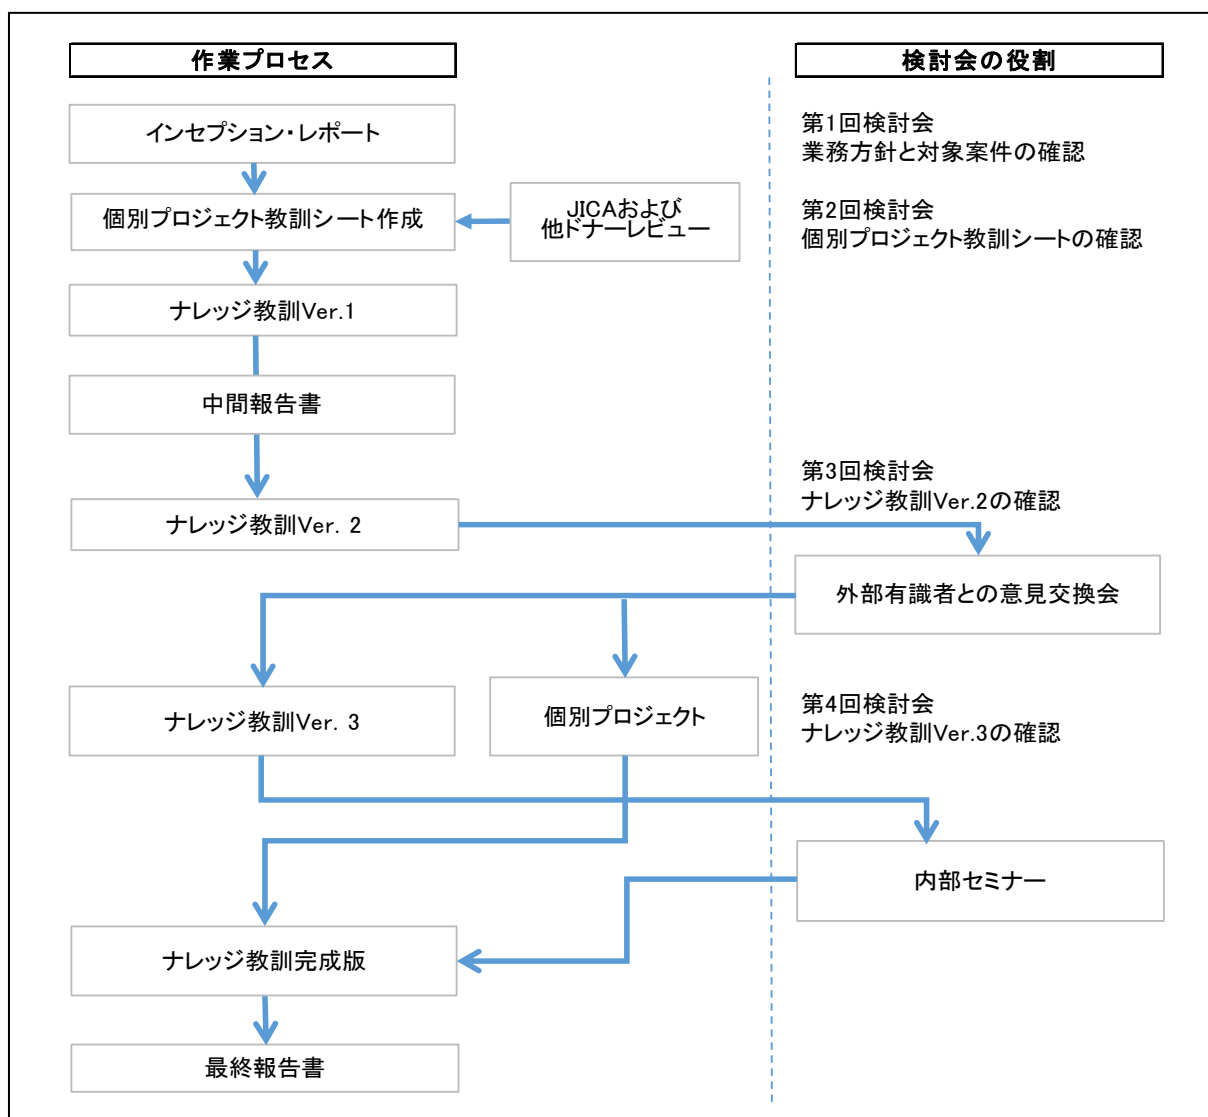 作業プロセス
検討会の役割
インセプション・レポート
第1回検討会
業務方針と対象案件の確認
個別プロジェクト教訓シート作成
JICAおよび
他ドナーレビュー
第2回検討会
個別プロジェクト教訓シートの確認
ナレッジ教訓Ver.1
中間報告書
第3回検討会
ナレッジ教訓Ver.2の確認
ナレッジ教訓Ver. 2
外部有識者との意見交換会
ナレッジ教訓Ver. 3
個別プロジェクト
第4回検討会
ナレッジ教訓Ver.3の確認
内部セミナー
ナレッジ教訓完成版
最終報告書